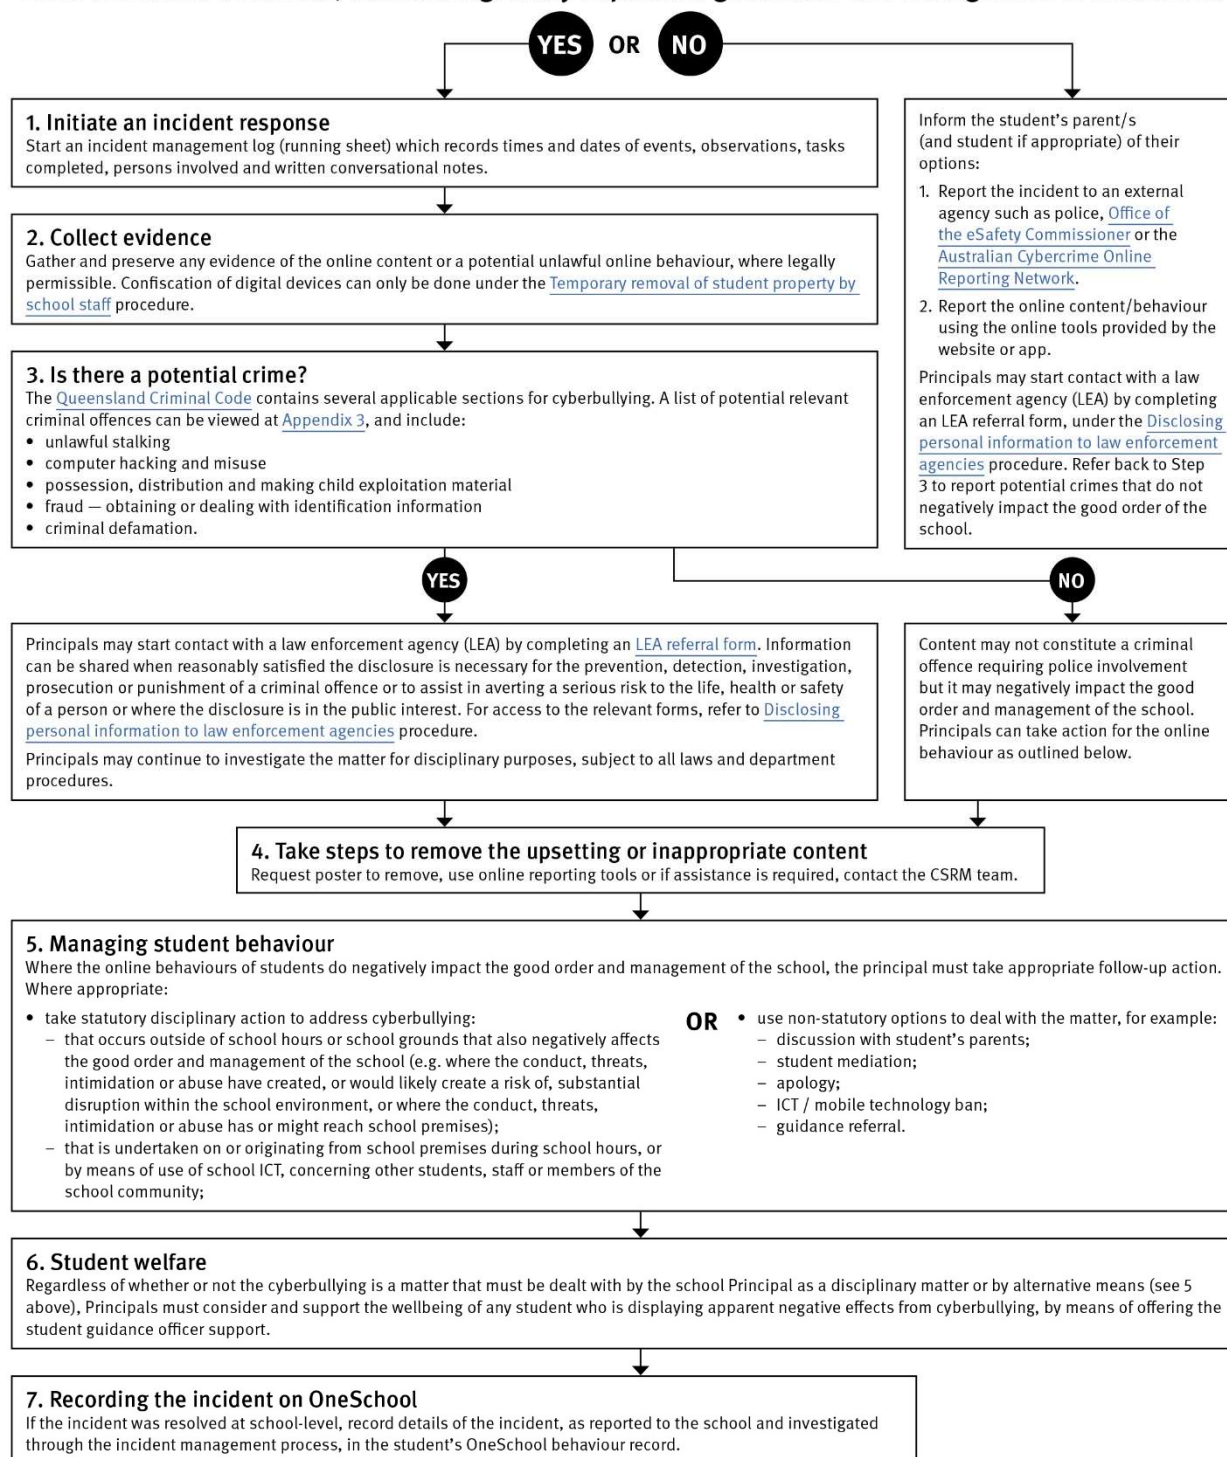 YES OR NO
1. Initiate an incident response
Start an incident management log (running sheet) which records times and dates of events, observations, tasks
completed, persons involved and written conversational notes.
2. Collect evidence
Gather and preserve any evidence of the online content or a potential unlawful online behaviour, where legally
permissible. Confiscation of digital devices can only be done under the Temporary removal of student property by
school staff procedure.
3. Is there a potential crime?
The Queensland Criminal Code contains several applicable sections for cyberbullying. A list of potential relevant
criminal offences can be viewed at Appendix 3, and include:
• unlawful stalking
• computer hacking and misuse
• possession, distribution and making child exploitation material
• fraud — obtaining or dealing with identification information
• criminal defamation.
Inform the student's parent/s
(and student if appropriate) of their
options:
1. Report the incident to an external
agency such as police, Office of
the eSafety Commissioner or the
Australian Cybercrime Online
Reporting Network.
2. Report the online content/behaviour
using the online tools provided by the
website or app.
Principals may start contact with a law
enforcement agency (LEA) by completing
an LEA referral form, under the Disclosing
personal information to law enforcement
agencies procedure. Refer back to Step
3 to report potential crimes that do not
negatively impact the good order of the
school.
YES
NO
Principals may start contact with a law enforcement agency (LEA) by completing an LEA referral form. Information
can be shared when reasonably satisfied the disclosure is necessary for the prevention, detection, investigation,
prosecution or punishment of a criminal offence or to assist in averting a serious risk to the life, health or safety
of a person or where the disclosure is in the public interest. For access to the relevant forms, refer to Disclosing
personal information to law enforcement agencies procedure.
Principals may continue to investigate the matter for disciplinary purposes, subject to all laws and department
procedures.
Content may not constitute a criminal
offence requiring police involvement
but it may negatively impact the good
order and management of the school.
Principals can take action for the online
behaviour as outlined below.
4. Take steps to remove the upsetting or inappropriate content
Request poster to remove, use online reporting tools or if assistance is required, contact the CSRM team.
5. Managing student behaviour
Where the online behaviours of students do negatively impact the good order and management of the school, the principal must take appropriate follow-up action.
Where appropriate:
• take statutory disciplinary action to address cyberbullying:
– that occurs outside of school hours or school grounds that also negatively affects
the good order and management of the school (e.g. where the conduct, threats,
intimidation or abuse have created, or would likely create a risk of, substantial
disruption within the school environment, or where the conduct, threats,
intimidation or abuse has or might reach school premises);
– that is undertaken on or originating from school premises during school hours, or
by means of use of school ICT, concerning other students, staff or members of the
school community;
OR
• use non-statutory options to deal with the matter, for example:
– discussion with student's parents;
– student mediation;
– apology;
– ICT / mobile technology ban;
– guidance referral.
6. Student welfare
Regardless of whether or not the cyberbullying is a matter that must be dealt with by the school Principal as a disciplinary matter or by alternative means (see 5
above), Principals must consider and support the wellbeing of any student who is displaying apparent negative effects from cyberbullying, by means of offering the
student guidance officer support.
7. Recording the incident on OneSchool
If the incident was resolved at school-level, record details of the incident, as reported to the school and investigated
through the incident management process, in the student's OneSchool behaviour record.